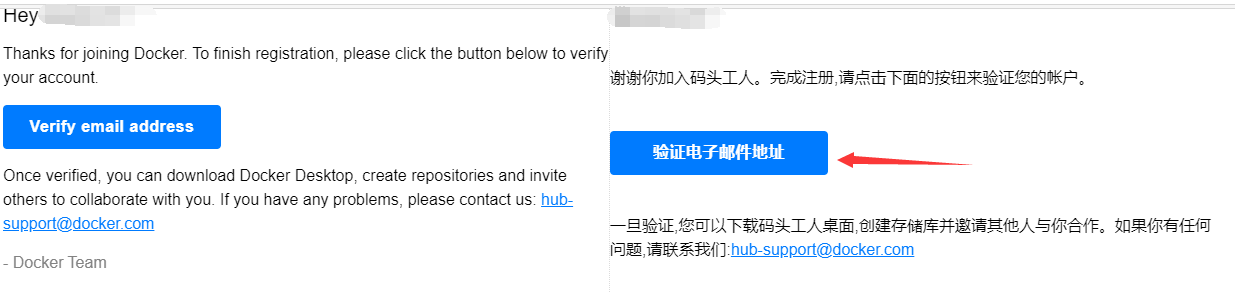 Hey
Thanks for joining Docker. To finish registration, please click the button below to verify
your account.
Verify email address
Once verified, you can download Docker Desktop, create repositories and invite
others to collaborate with you. If you have any problems, please contact us: hub-
support@docker.com
- Docker Team
谢谢你加入码头工人。完成注册,请点击下面的按钮来验证您的帐户。
验证电子邮件地址
一旦验证,您可以下载码头工人桌面,创建存储库并邀请其他人与你合作。如果你有任何
问题,请联系我们:hub-support@docker.com